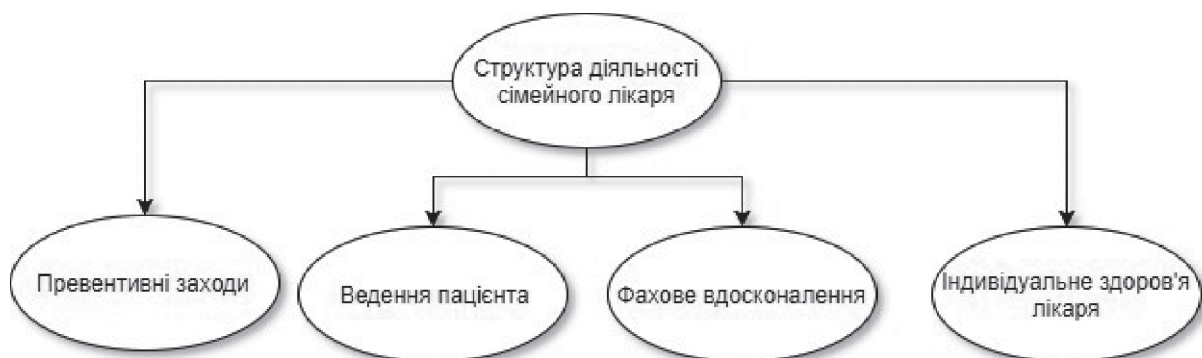 Структура діяльності
сімейного лікаря
Превентивні заходи
Ведення пацієнта
Фахове вдосконалення
Індивідуальне здоров'я
лікаря